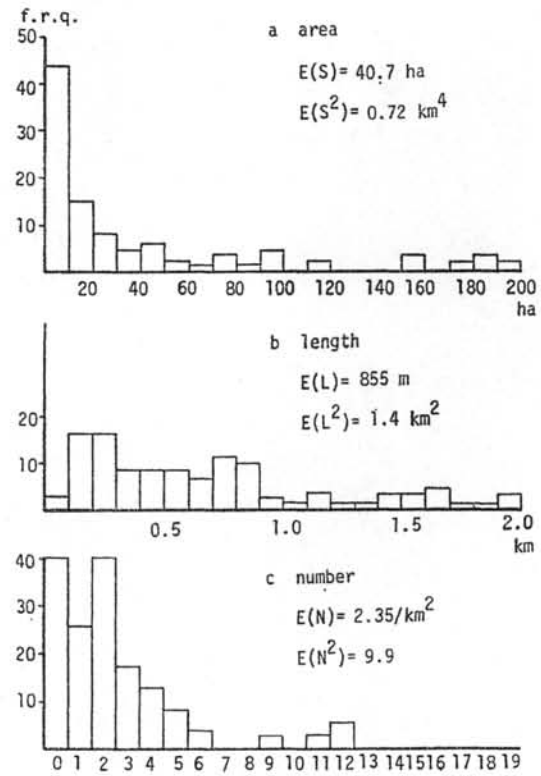 f.r.q.
50
40
30
20
10
a area
E(S)= 40.7 ha
E(S²)= 0.72 km⁴
20 40 60 80 100 120 140 160 180 200
ha
b length
E(L)= 855 m
E(L²)= 1.4 km²
20
10
0.5 1.0 1.5 2.0
km
40
30
20
10
c number
E(N)= 2.35/km²
E(N²)= 9.9
0 1 2 3 4 5 6 7 8 9 10 11 12 13 14 15 16 17 18 19